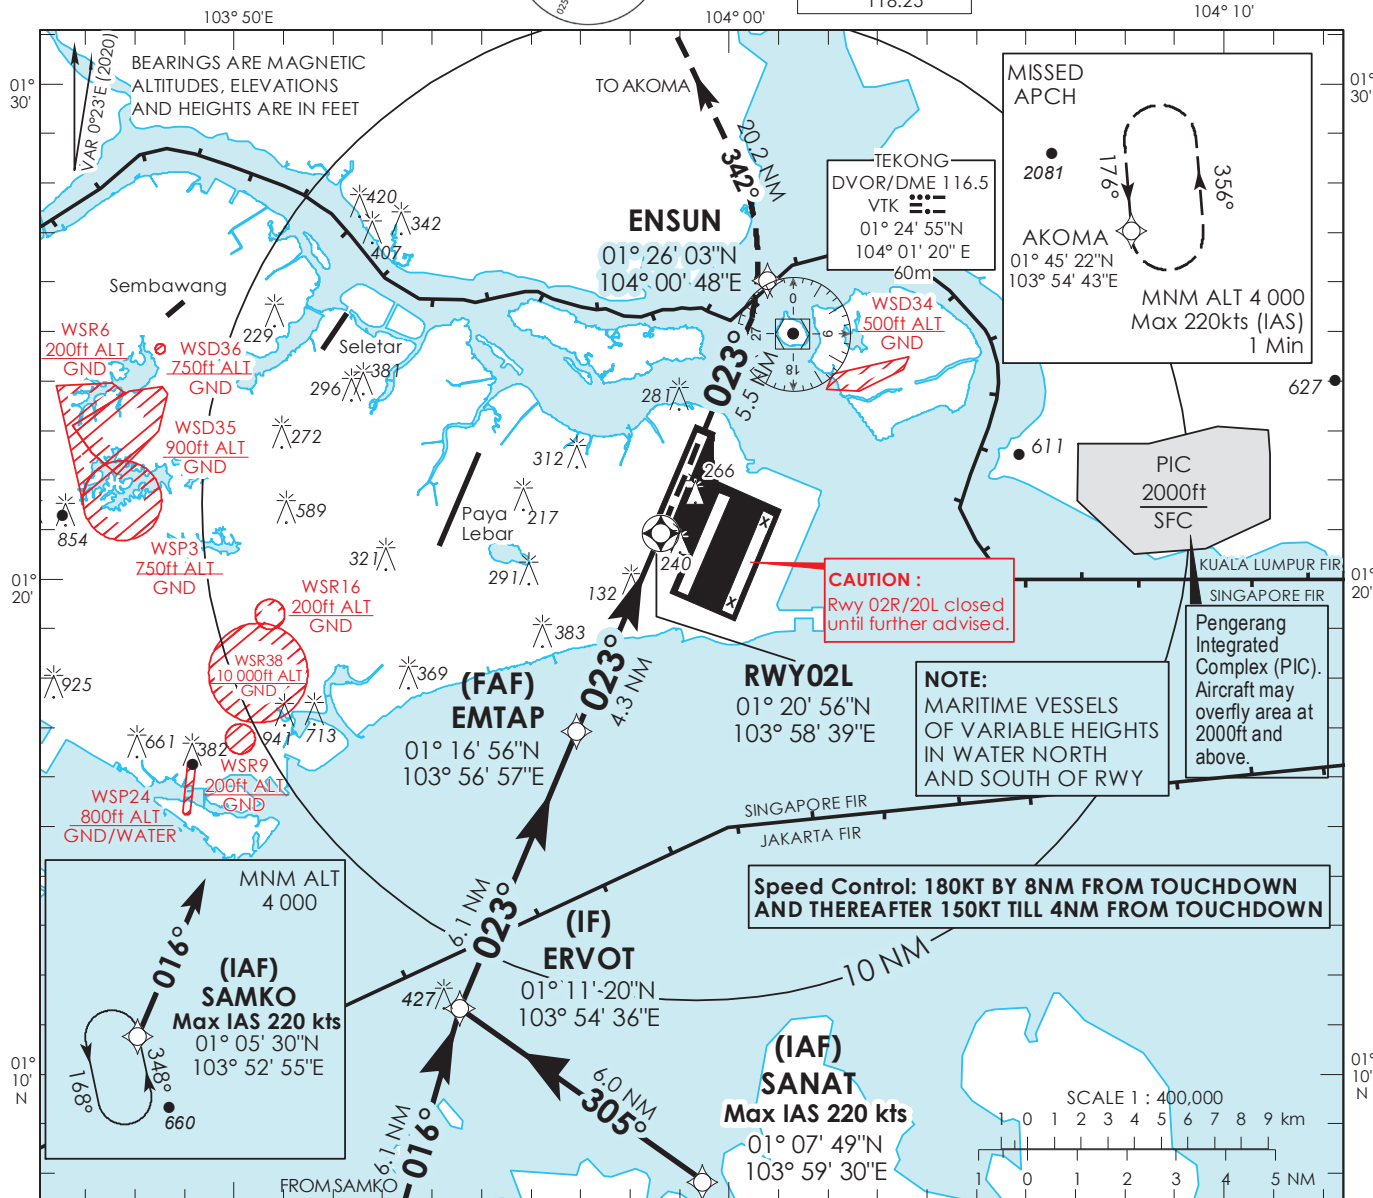 025
118.25
103° 50'E
104° 00'
104° 10'
01°
30'
01°
30'
VAR 0°23'E (2020)
BEARINGS ARE MAGNETIC
ALTITUDES, ELEVATIONS
AND HEIGHTS ARE IN FEET
TO AKOMA
20.2 NM
342°
TEKONG
DVOR/DME 116.5
VTK
01° 24' 55"N
104° 01' 20" E
60m
MISSED
APCH
2081
176°
356°
AKOMA
01° 45' 22"N
103° 54' 43"E
MNM ALT 4 000
Max 220kts (IAS)
1 Min
420
342
407
ENSUN
01° 26' 03"N
104° 00' 48"E
Sembawang
229
Seletar
296
381
WSR6
200ft ALT
GND
WSD36
750ft ALT
GND
WSD35
900ft ALT
GND
WSD34
500ft ALT
GND
0
9
18
27
023°
5.5 NM
281
627
611
272
312
266
PIC
2000ft
SFC
589
217
Paya
Lebar
854
WSP3
750ft ALT
GND
321
291
240
X
X
132
KUALA LUMPUR FIR
SINGAPORE FIR
01°
20'
01°
20'
CAUTION :
Rwy 02R/20L closed
until further advised.
WSR16
200ft ALT
GND
383
WSR38
10 000ft ALT
GND
369
925
(FAF)
EMTAP
01° 16' 56"N
103° 56' 57"E
023°
4.3 NM
RWY02L
01° 20' 56"N
103° 58' 39"E
NOTE:
MARITIME VESSELS
OF VARIABLE HEIGHTS
IN WATER NORTH
AND SOUTH OF RWY
Pengerang
Integrated
Complex (PIC).
Aircraft may
overfly area at
2000ft and
above.
661
382
941
713
WSR9
200ft ALT
GND
WSP24
800ft ALT
GND/WATER
SINGAPORE FIR
JAKARTA FIR
MNM ALT
4 000
016°
(IAF)
SAMKO
Max IAS 220 kts
01° 05' 30"N
103° 52' 55"E
168°
348°
660
6.1 NM
023°
Speed Control: 180KT BY 8NM FROM TOUCHDOWN
AND THEREAFTER 150KT TILL 4NM FROM TOUCHDOWN
(IF)
ERVOT
01° 11' 20"N
103° 54' 36"E
427
10 NM
(IAF)
SANAT
Max IAS 220 kts
01° 07' 49"N
103° 59' 30"E
6.0 NM
305°
6.1 NM
016°
FROM SAMKO
01°
10'
N
01°
10'
N
SCALE 1 : 400,000
1 0 1 2 3 4 5 6 7 8 9 km
1 0 1 2 3 4 5 NM